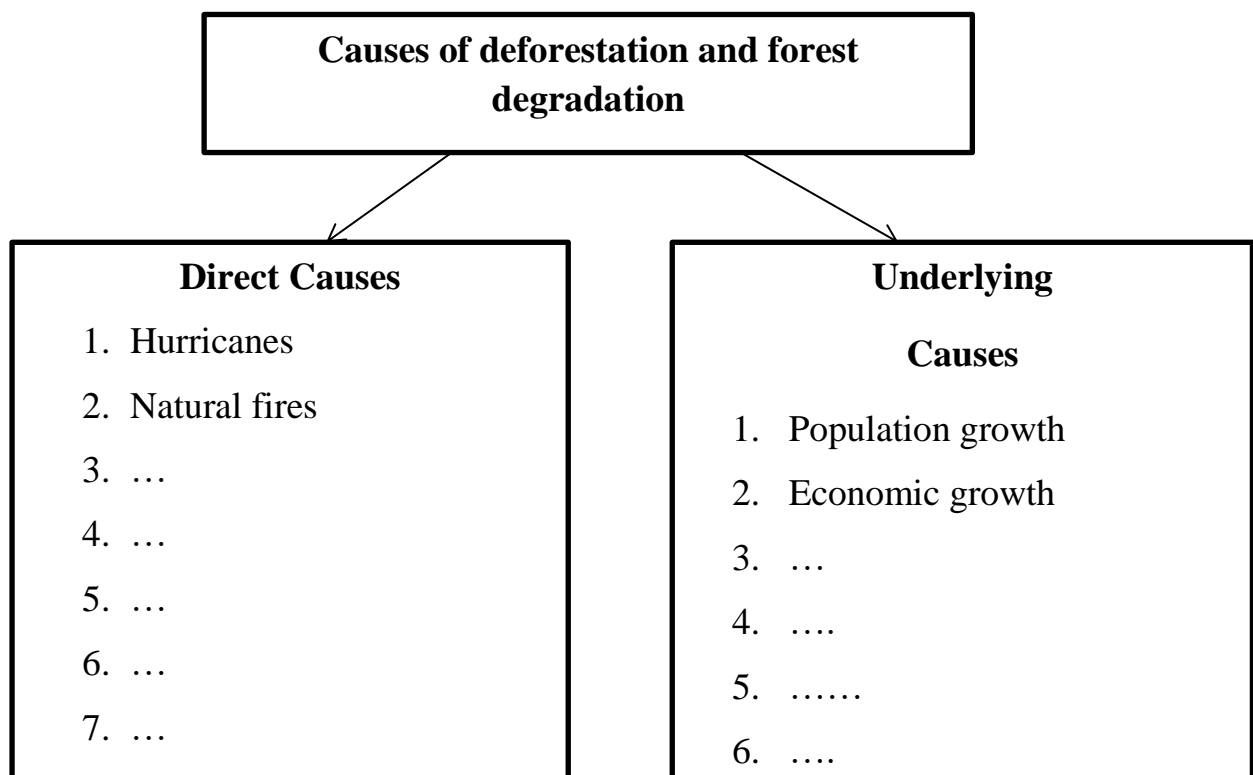 Causes of deforestation and forest
degradation
Direct Causes
1. Hurricanes
2. Natural fires
3. …
4. …
5. …
6. …
7. …
Underlying
Causes
1. Population growth
2. Economic growth
3. …
4. ….
5. ……
6. ….